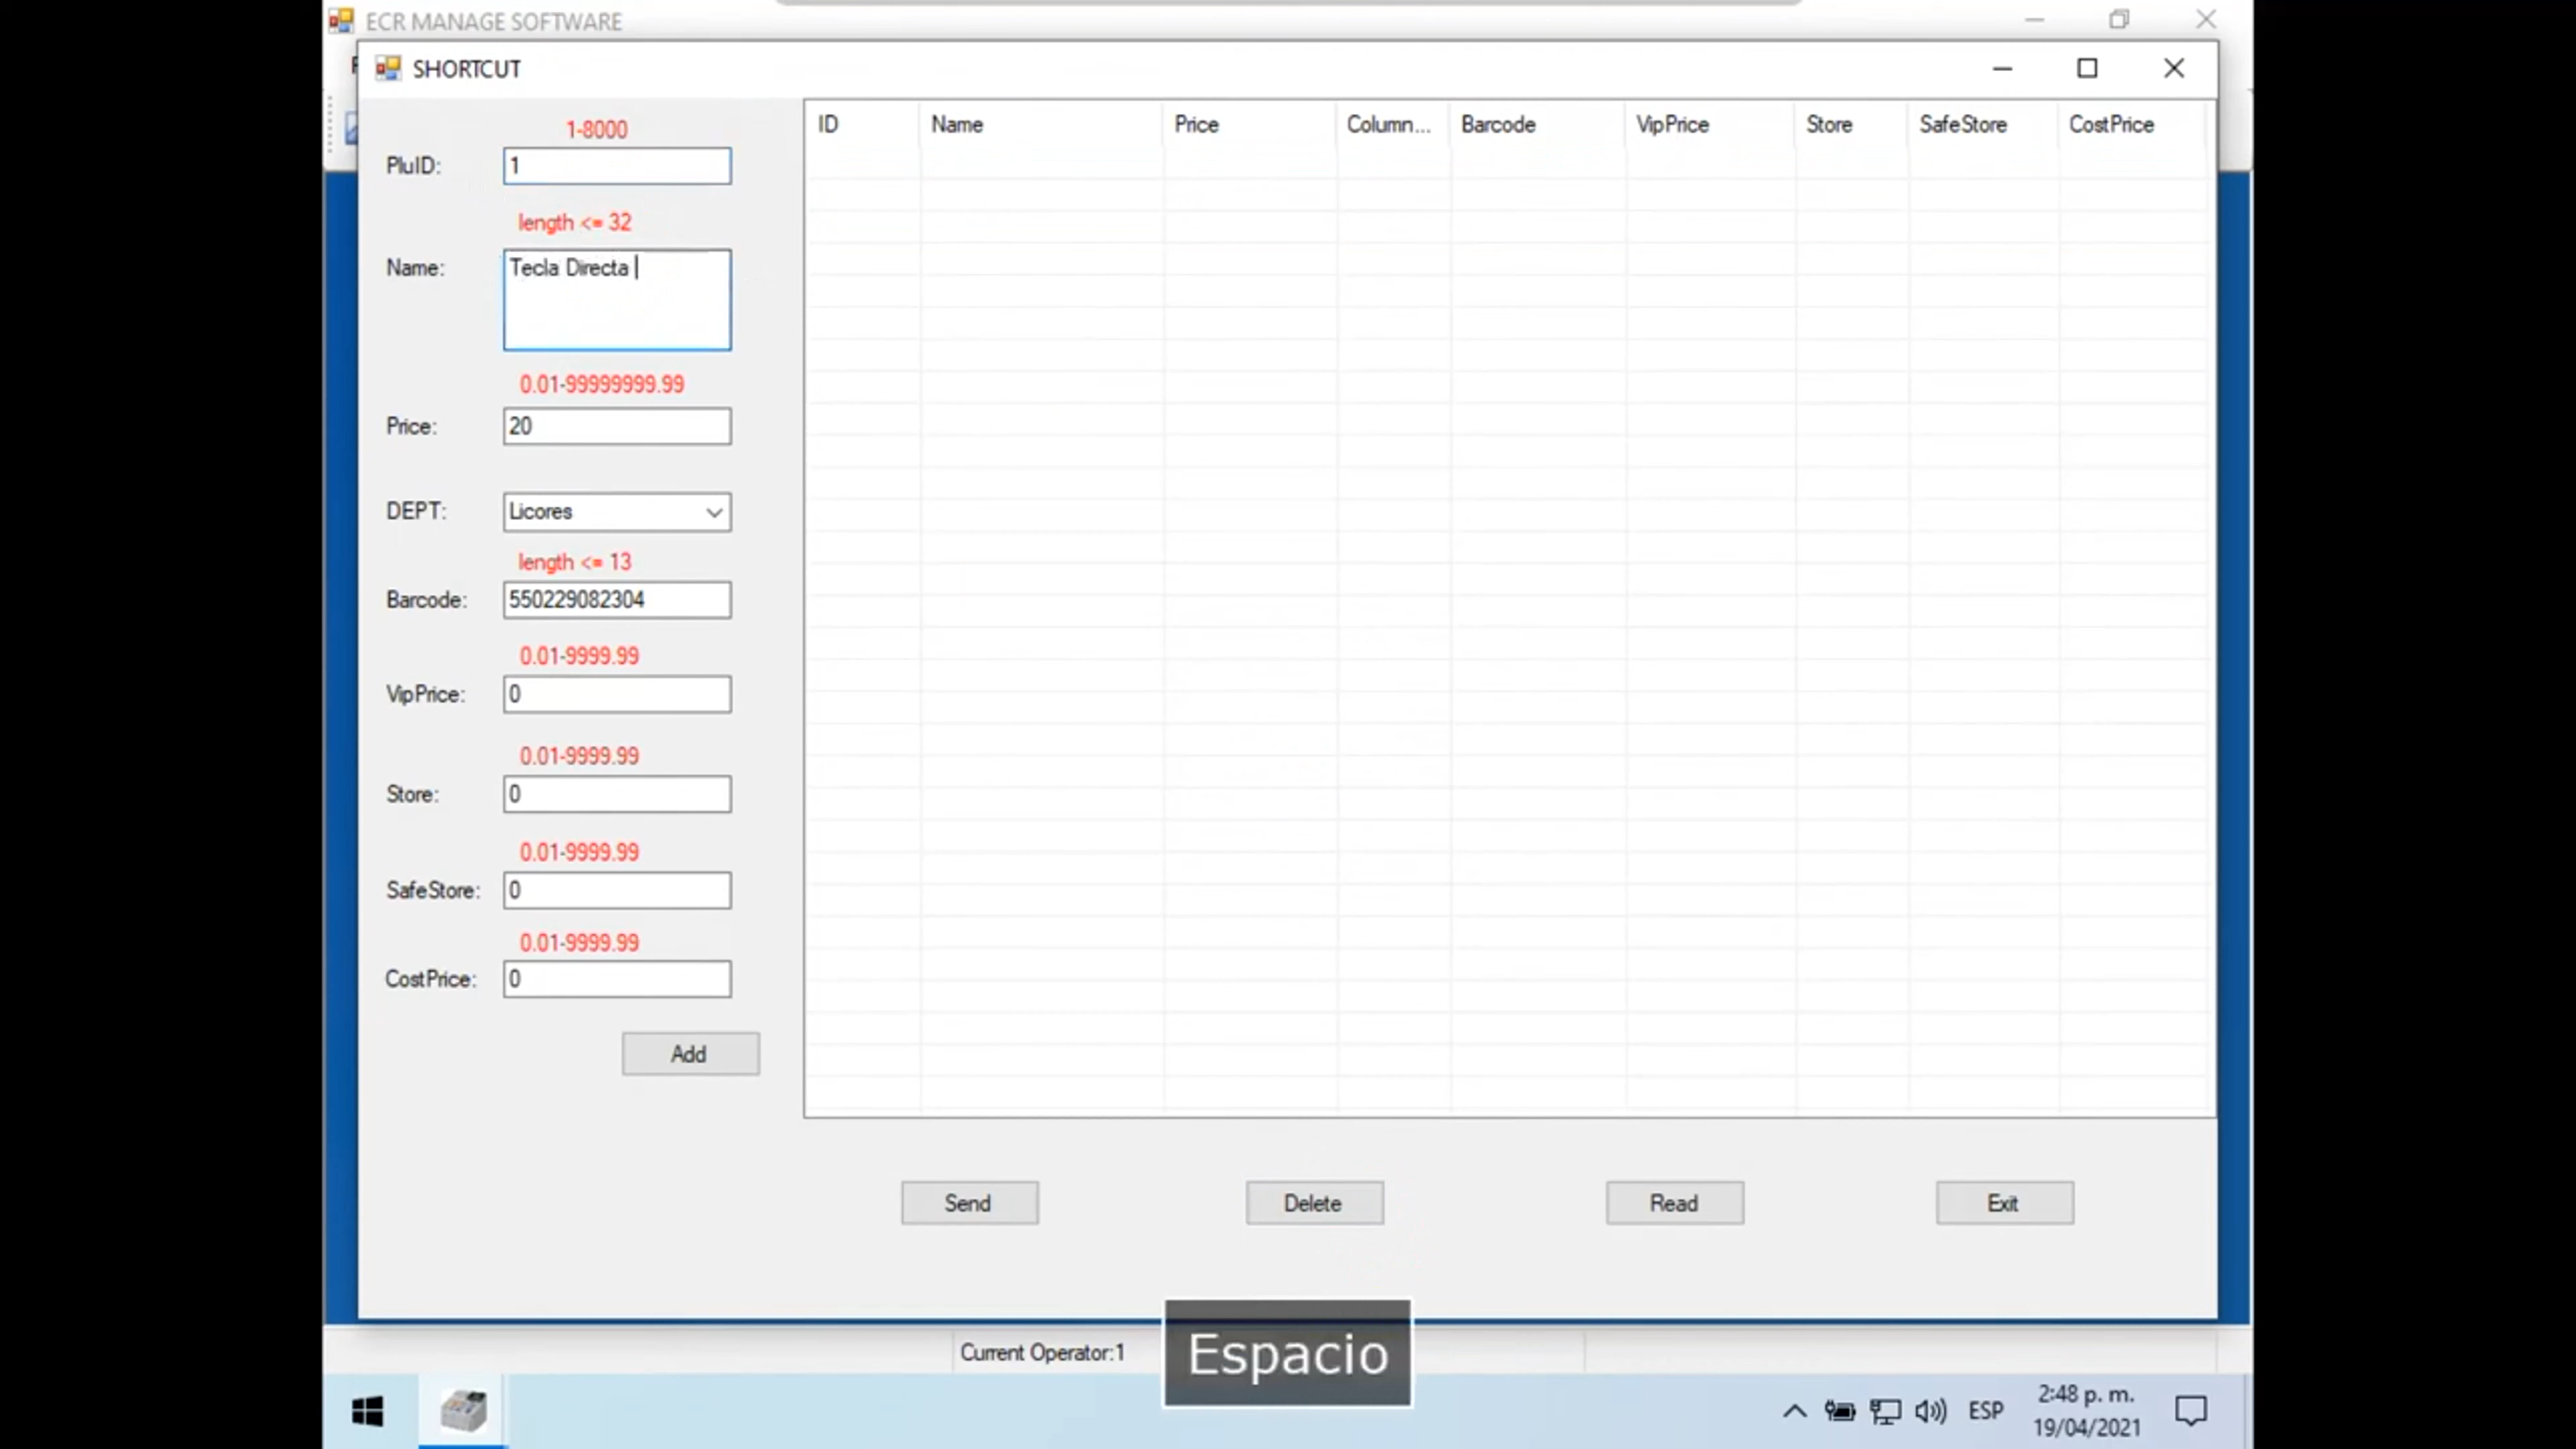 ECR MANAGE SOFTWARE
SHORTCUT
1-8000
PluID: 1
length <= 32
Name: Tecla Directa
0.01-99999999.99
Price: 20
DEPT: Licores
length <= 13
Barcode: 550229082304
0.01-9999.99
VipPrice: 0
0.01-9999.99
Store: 0
0.01-9999.99
SafeStore: 0
0.01-9999.99
CostPrice: 0
Add
ID Name Price Column... Barcode VipPrice Store SafeStore CostPrice
Send Delete Read Exit
Espacio
Current Operator:1
ESP
2:48 p. m.
19/04/2021